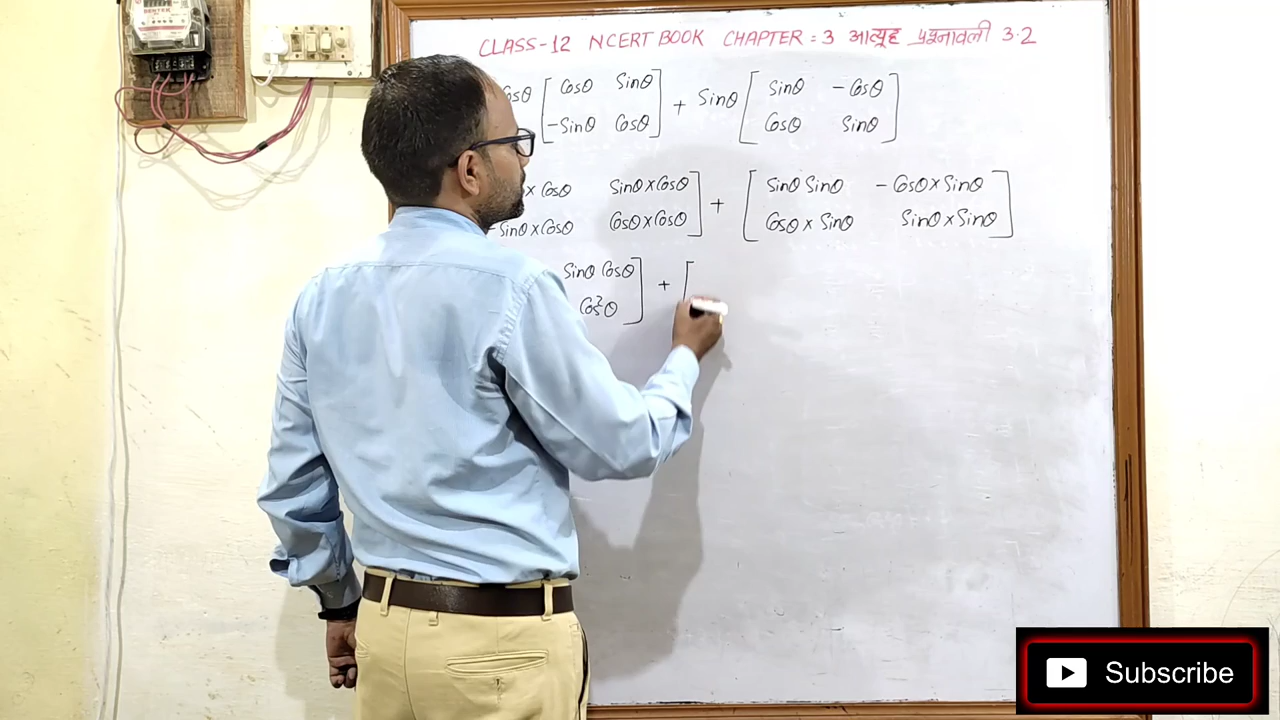 CLASS-12 NCERT BOOK CHAPTER : 3 आव्यूह प्रश्नावली 3.2
Cosθ [ Cosθ Sinθ ] + Sinθ [ Sinθ -Cosθ ]
-Sinθ Cosθ Cosθ Sinθ
x Cosθ Sinθ x Cosθ ] + [ Sinθ Sinθ - Cosθ x Sinθ ]
-Sinθ x Cosθ Cosθ x Cosθ Cosθ x Sinθ Sinθ x Sinθ
Sinθ Cosθ ] + [
Cos²θ
Subscribe